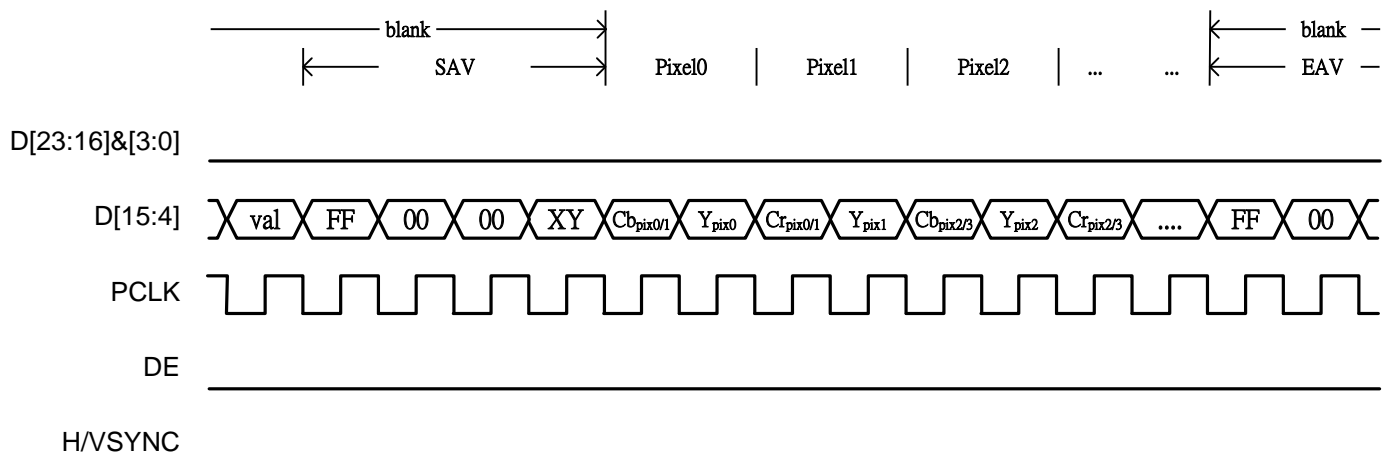 blank blank
SAV Pixel0 Pixel1 Pixel2 ... ... EAV
D[23:16]&[3:0]
D[15:4] val FF 00 00 XY Cbpix0/1 Ypix0 Crpix0/1 Ypix1 Cbpix2/3 Ypix2 Crpix2/3 .... FF 00
PCLK
DE
H/VSYNC